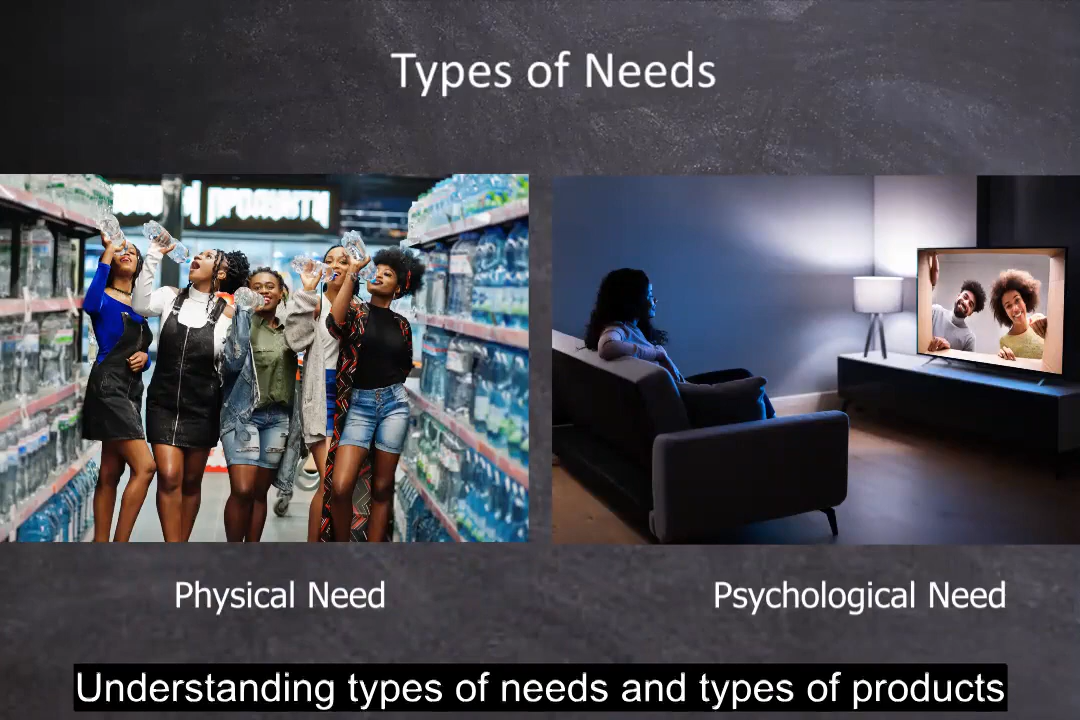 Types of Needs
Physical Need
Psychological Need
Understanding types of needs and types of products